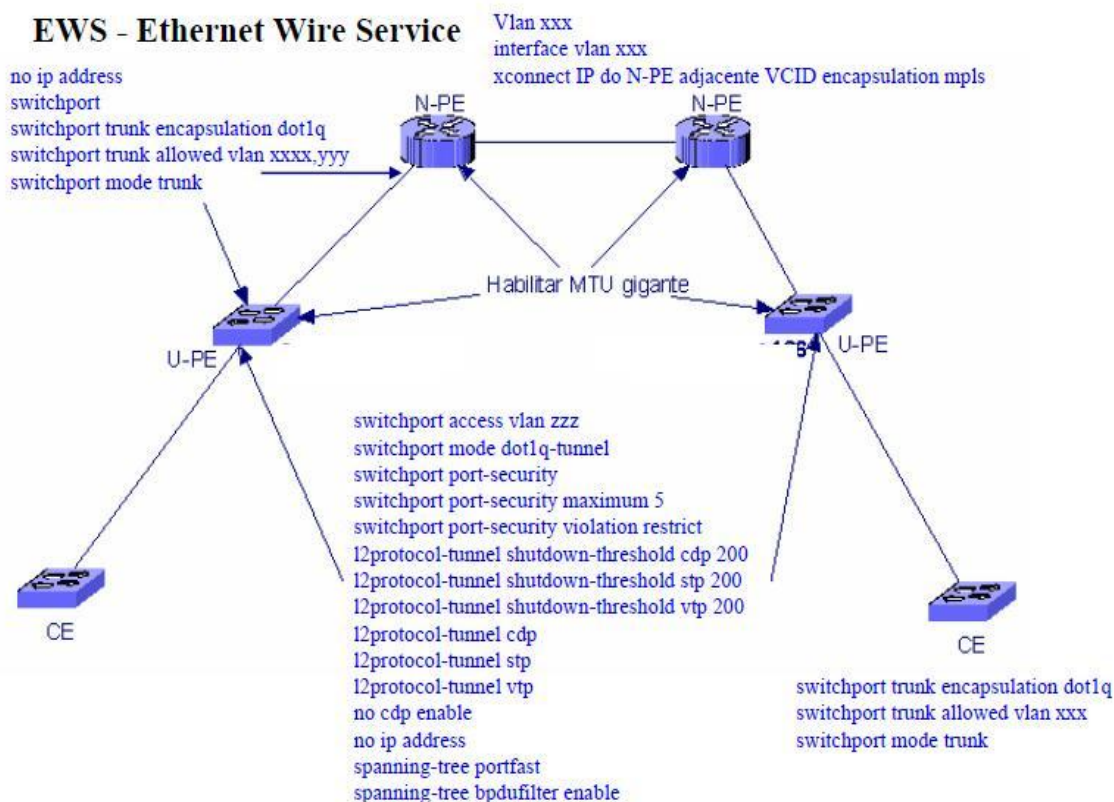 EWS - Ethernet Wire Service
Vlan xxx
interface vlan xxx
xconnect IP do N-PE adjacente VCID encapsulation mpls
no ip address
switchport
switchport trunk encapsulation dot1q
switchport trunk allowed vlan xxxx,yyy
switchport mode trunk
N-PE
N-PE
Habilitar MTU gigante
U-PE
U-PE
switchport access vlan zzz
switchport mode dot1q-tunnel
switchport port-security
switchport port-security maximum 5
switchport port-security violation restrict
l2protocol-tunnel shutdown-threshold cdp 200
l2protocol-tunnel shutdown-threshold stp 200
l2protocol-tunnel shutdown-threshold vtp 200
l2protocol-tunnel cdp
l2protocol-tunnel stp
l2protocol-tunnel vtp
no cdp enable
no ip address
spanning-tree portfast
spanning-tree bpdufilter enable
CE
CE
switchport trunk encapsulation dot1q
switchport trunk allowed vlan xxx
switchport mode trunk